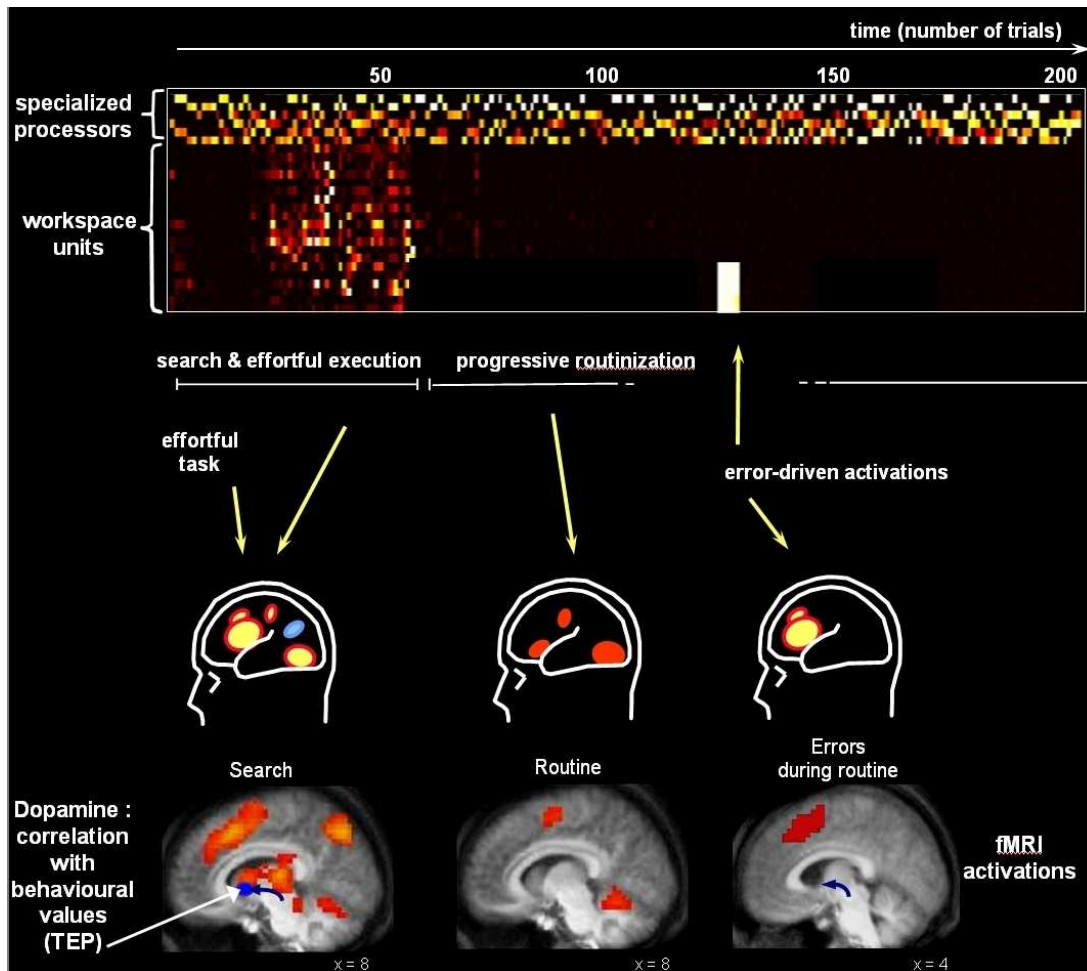 time (number of trials)
50 100 150 200
specialized
processors
workspace
units
search & effortful execution
progressive routinization
effortful
task
error-driven activations
Search
Routine
Errors
during routine
Dopamine :
correlation
with
behavioural
values
(TEP)
fMRI
activations
x = 8
x = 8
x = 4